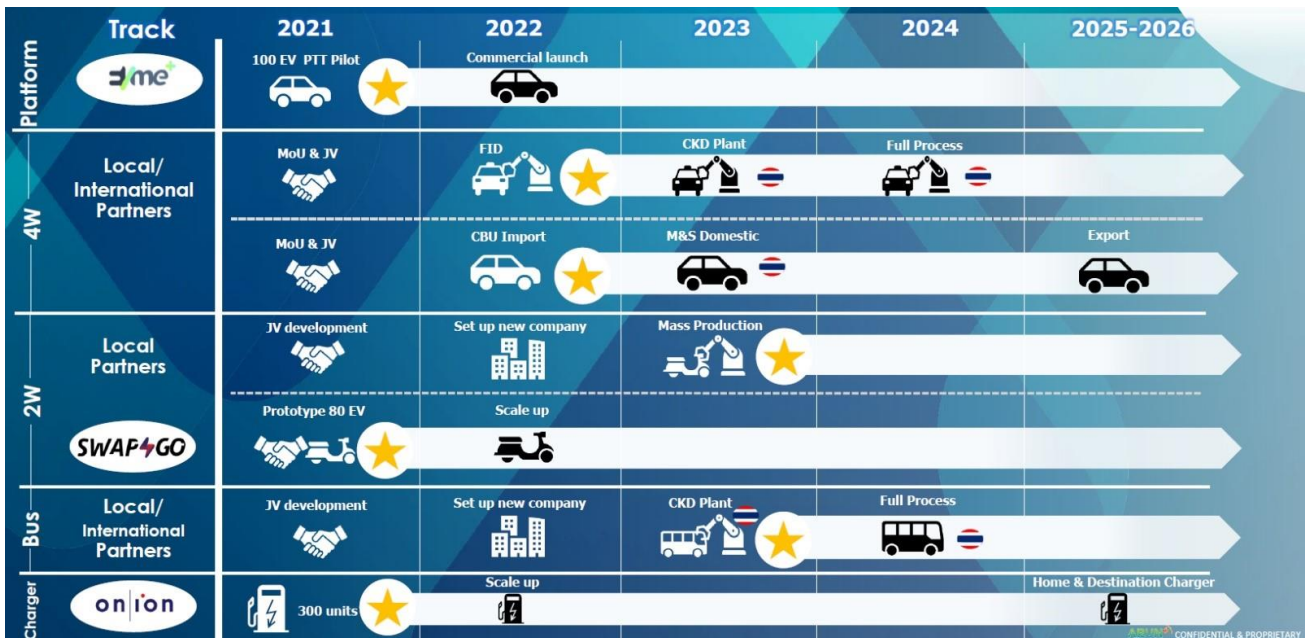 Track
2021
2022
2023
2024
2025-2026
Platform
100 EV PTT Pilot
Commercial launch
4W
Local/
International
Partners
MoU & JV
FID
CKD Plant
Full Process
MoU & JV
CBU Import
M&S Domestic
Export
2W
Local
Partners
JV development
Set up new company
Mass Production
SWAP GO
Prototype 80 EV
Scale up
Bus
Local/
International
Partners
JV development
Set up new company
CKD Plant
Full Process
Charger
on|ion
300 units
Scale up
Home & Destination Charger
CONFIDENTIAL & PROPRIETARY